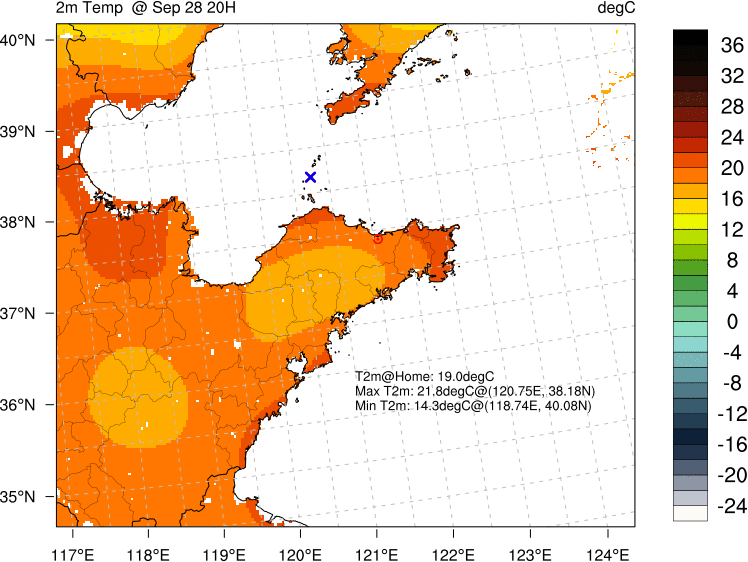 2m Temp @ Sep 28 20H degC
40°N
39°N
38°N
37°N
36°N
35°N
T2m@Home: 19.0degC
Max T2m: 21.8degC@(120.75E, 38.18N)
Min T2m: 14.3degC@(118.74E, 40.08N)
117°E 118°E 119°E 120°E 121°E 122°E 123°E 124°E
36
32
28
24
20
16
12
8
4
0
-4
-8
-12
-16
-20
-24